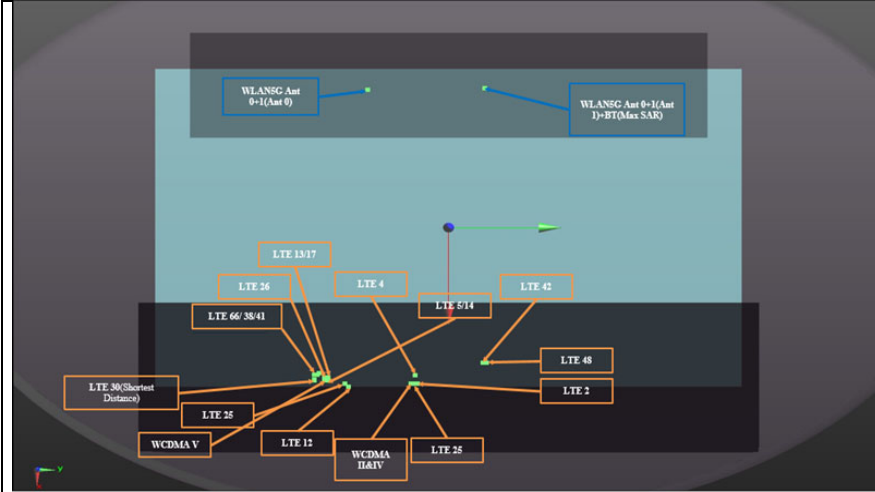 WLAN5G Ant
0+1(Ant 0)
WLAN5G Ant 0+1(Ant
1)+BT(Max SAR)
LTE 13/17
LTE 26
LTE 4
LTE 42
LTE 5/14
LTE 66/ 38/41
LTE 48
LTE 30(Shortest
Distance)
LTE 2
LTE 25
WCDMA V
LTE 12
WCDMA
II&IV
LTE 25
Y